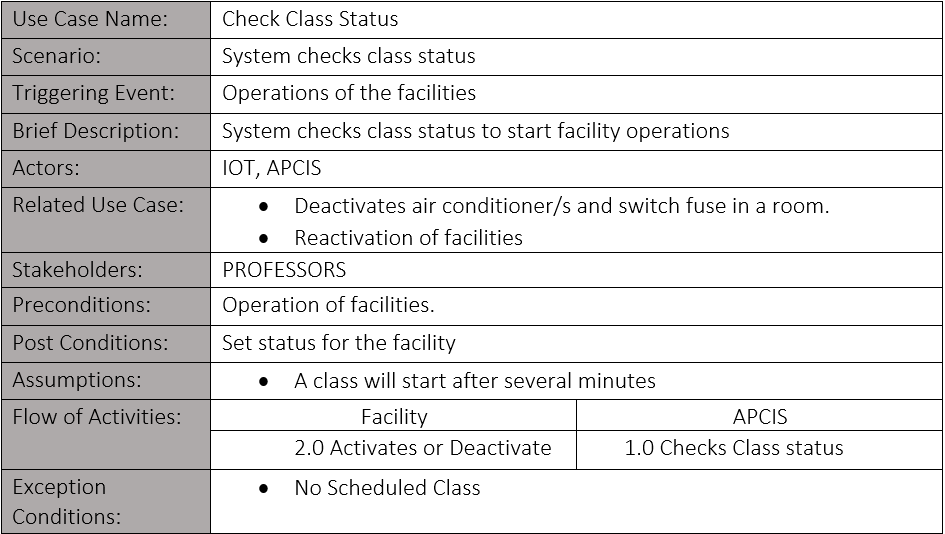 Use Case Name: Check Class Status
Scenario: System checks class status
Triggering Event: Operations of the facilities
Brief Description: System checks class status to start facility operations
Actors: IOT, APCIS
Related Use Case: • Deactivates air conditioner/s and switch fuse in a room.
• Reactivation of facilities
Stakeholders: PROFESSORS
Preconditions: Operation of facilities.
Post Conditions: Set status for the facility
Assumptions: • A class will start after several minutes
Flow of Activities: Facility APCIS
2.0 Activates or Deactivate 1.0 Checks Class status
Exception • No Scheduled Class
Conditions: